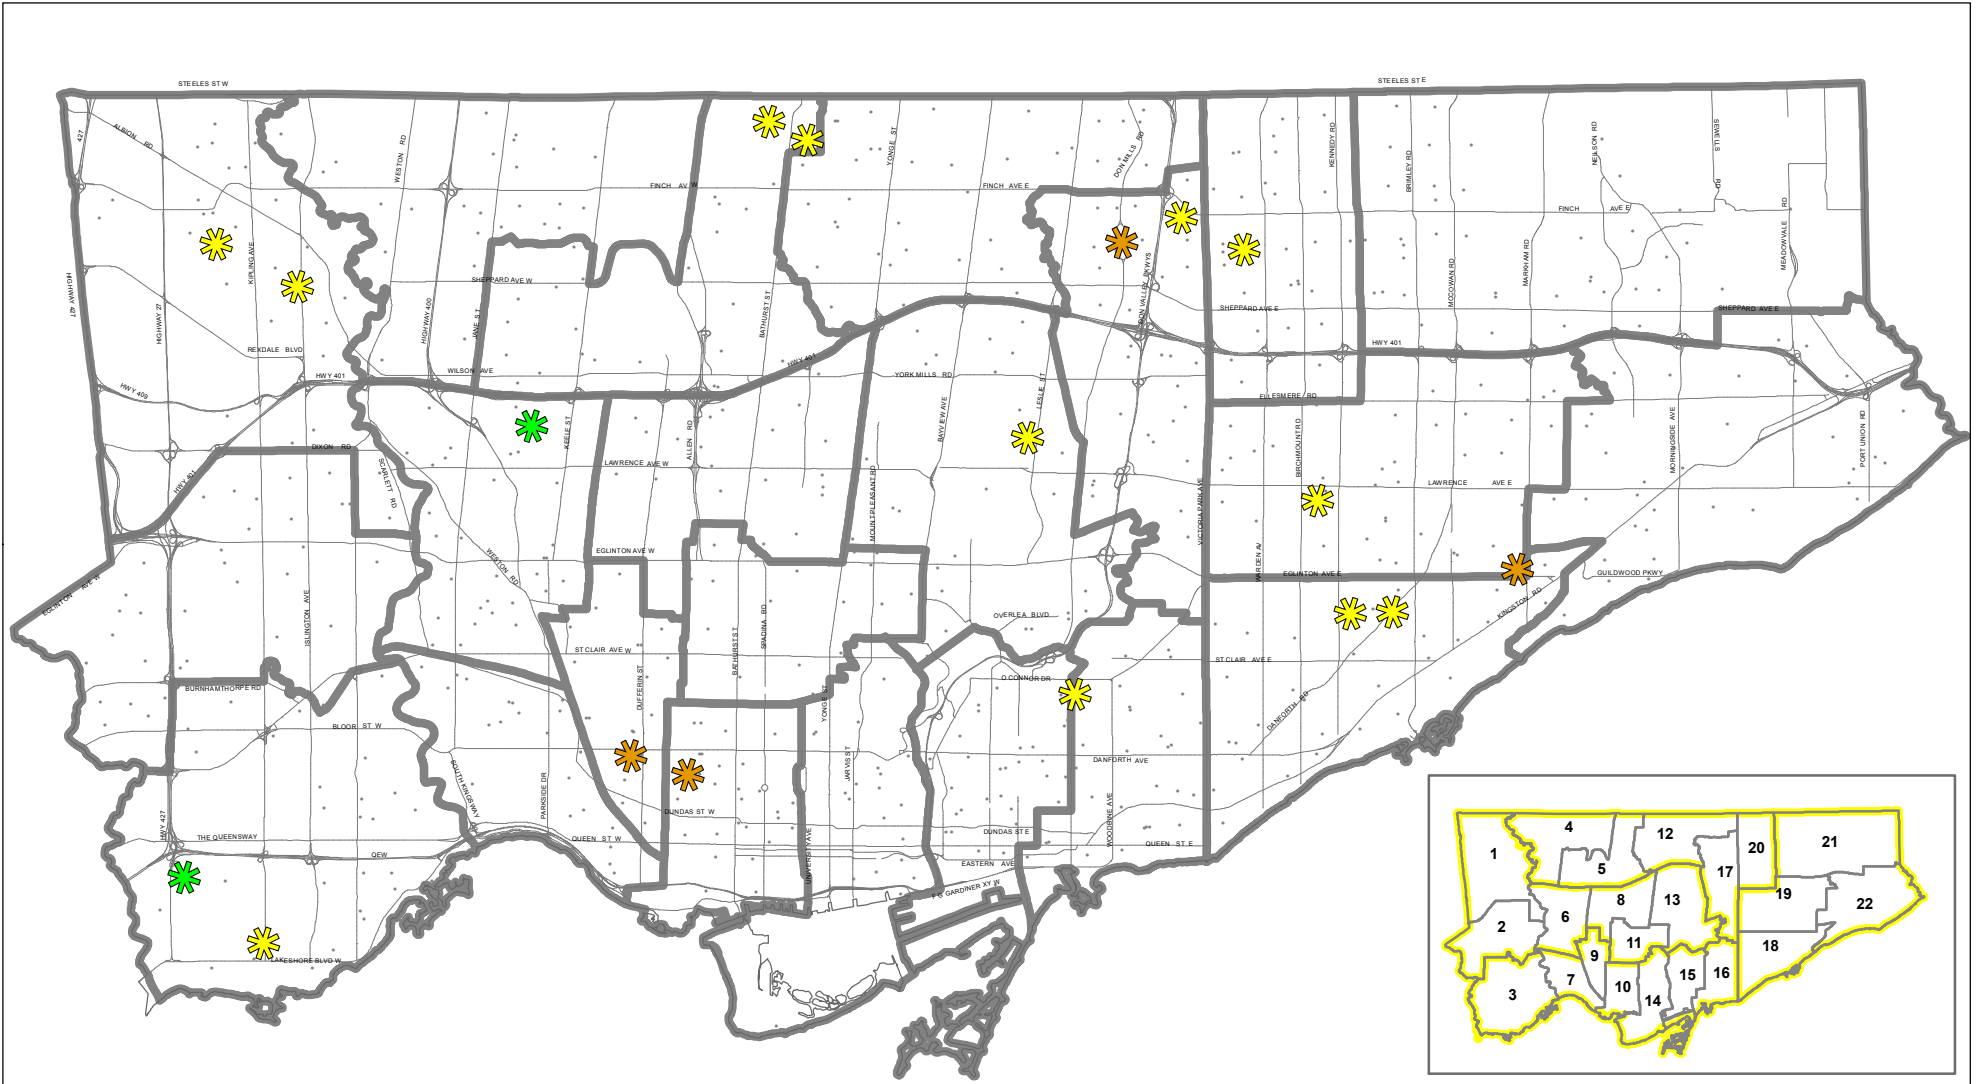 STEELES ST W
STEELES ST E
427
ALBION RD
WESTON RD
YONGE ST
DON MILLS RD
KENNEDY RD
BRIMLEY RD
NEILSON RD
SEWELLS RD
FINCH AV W
FINCH AVE E
FINCH AVE E
MEADOWVALE RD
KIPLING AVE
HIGHWAY 427
HIGHWAY 27
HIGHWAY 400
JANE ST
SHEPPARD AVE W
BATHURST ST
DON VALLEY PKWY S
MCCOWAN RD
MARKHAM RD
SHEPPARD AVE E
SHEPPARD AVE E
REXDALE BLVD
HWY 401
HWY 409
WILSON AVE
HWY 401
YORK MILLS RD
LESLIE ST
HWY 401
ELLESMERE RD
BIRCHMOUNT RD
MORNINGSIDE AVE
PORT UNION RD
DIXON RD
HWY 401
SCARLETT RD
KEELE ST
ALLEN RD
LAWRENCE AVE W
BAYVIEW AVE
MOUNT PLEASANT RD
VICTORIA PARK AVE
LAWRENCE AVE E
EGLINTON AVE W
WESTON RD
EGLINTON AVE W
WARDEN AV
EGLINTON AVE E
GUILDWOOD PKWY
KINGSTON RD
ISLINGTON AVE
OVERLEA BLVD
SPADINA RD
BATHURST ST
ST CLAIR AVE W
DUFFERIN ST
ST CLAIR AVE E
O CONNOR DR
BURNHAMTHORPE RD
BLOOR ST W
YONGE ST
DANFORTH RD
DANFORTH AVE
JARVIS ST
SOUTH KINGSWAY
PARKSIDE DR
DUNDAS ST W
DUNDAS ST E
WOODBINE AVE
HWY 427
THE QUEENSWAY
QEW
QUEEN ST W
UNIVERSITY AVE
QUEEN ST E
EASTERN AVE
F G GARDINER XY W
LAKESHORE BLVD W
4
12
21
1
20
5
17
8
19
13
22
6
2
11
18
9
7
15
16
10
3
14